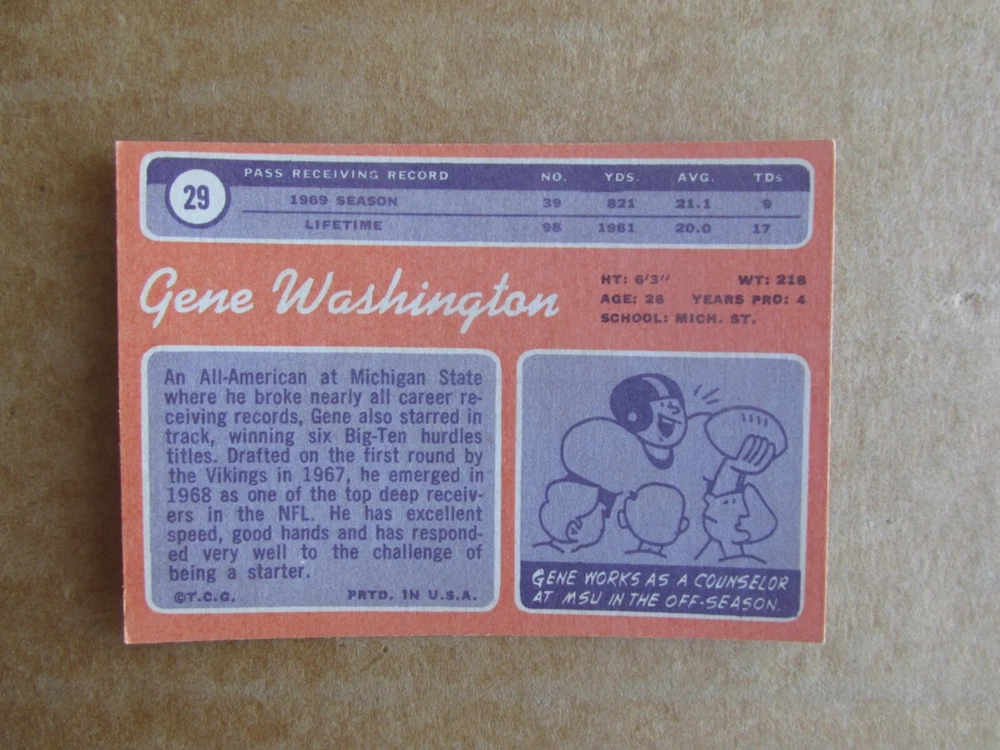 29
PASS RECEIVING RECORD NO. YDS. AVG. TDs
1969 SEASON 39 821 21.1 9
LIFETIME 98 1961 20.0 17
Gene Washington
HT: 6'3" WT: 218
AGE: 26 YEARS PRO: 4
SCHOOL: MICH. ST.
An All-American at Michigan State
where he broke nearly all career re-
ceiving records, Gene also starred in
track, winning six Big-Ten hurdles
titles. Drafted on the first round by
the Vikings in 1967, he emerged in
1968 as one of the top deep receiv-
ers in the NFL. He has excellent
speed, good hands and has respond-
ed very well to the challenge of
being a starter.
©T.C.G. PRTD. IN U.S.A.
GENE WORKS AS A COUNSELOR
AT MSU IN THE OFF-SEASON.